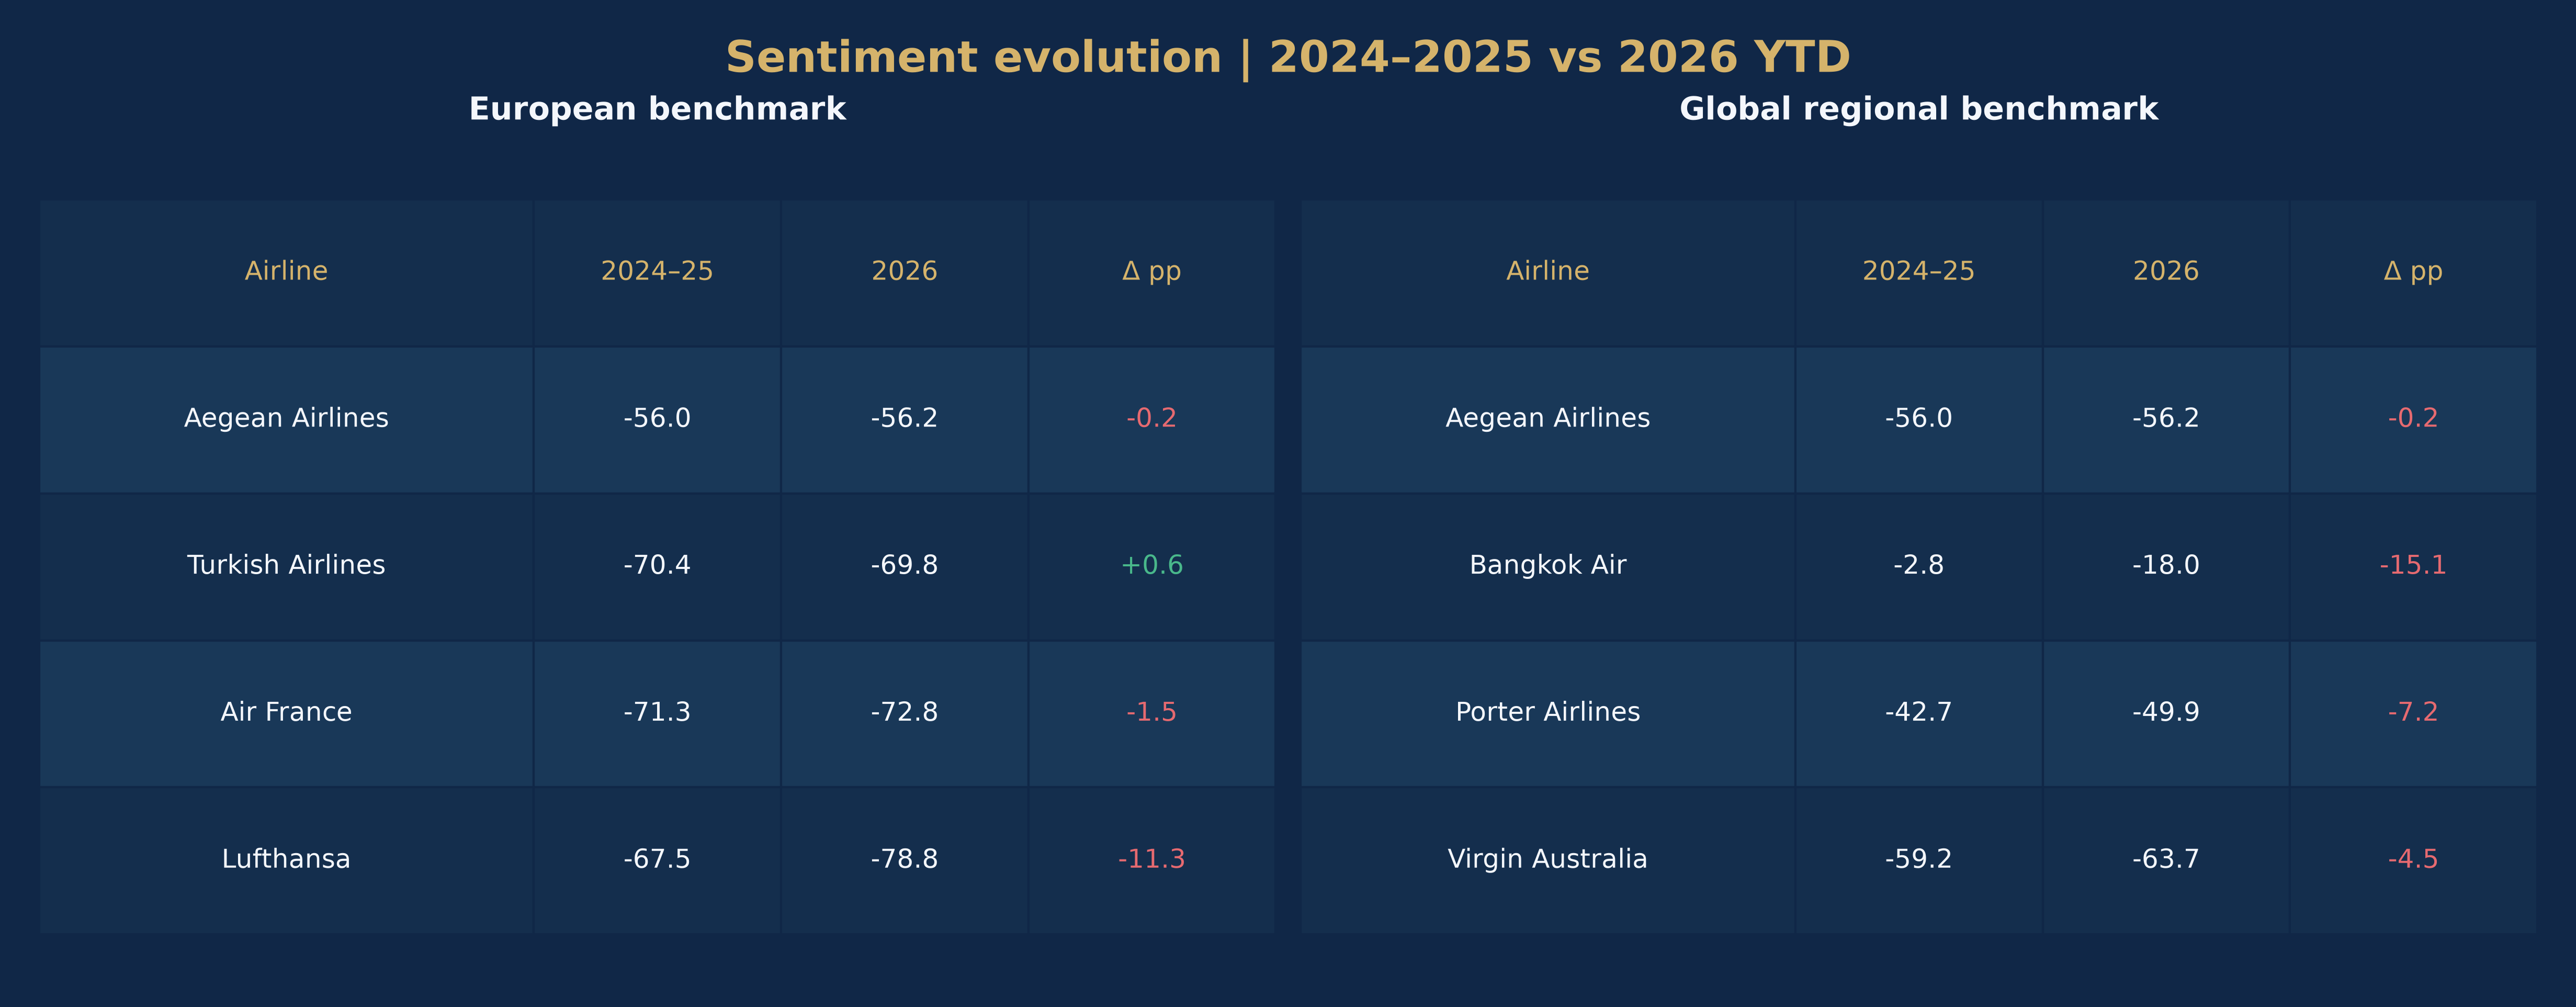 Sentiment evolution | 2024–2025 vs 2026 YTD
European benchmark
Airline 2024–25 2026 Δ pp
Aegean Airlines -56.0 -56.2 -0.2
Turkish Airlines -70.4 -69.8 +0.6
Air France -71.3 -72.8 -1.5
Lufthansa -67.5 -78.8 -11.3
Global regional benchmark
Airline 2024–25 2026 Δ pp
Aegean Airlines -56.0 -56.2 -0.2
Bangkok Air -2.8 -18.0 -15.1
Porter Airlines -42.7 -49.9 -7.2
Virgin Australia -59.2 -63.7 -4.5